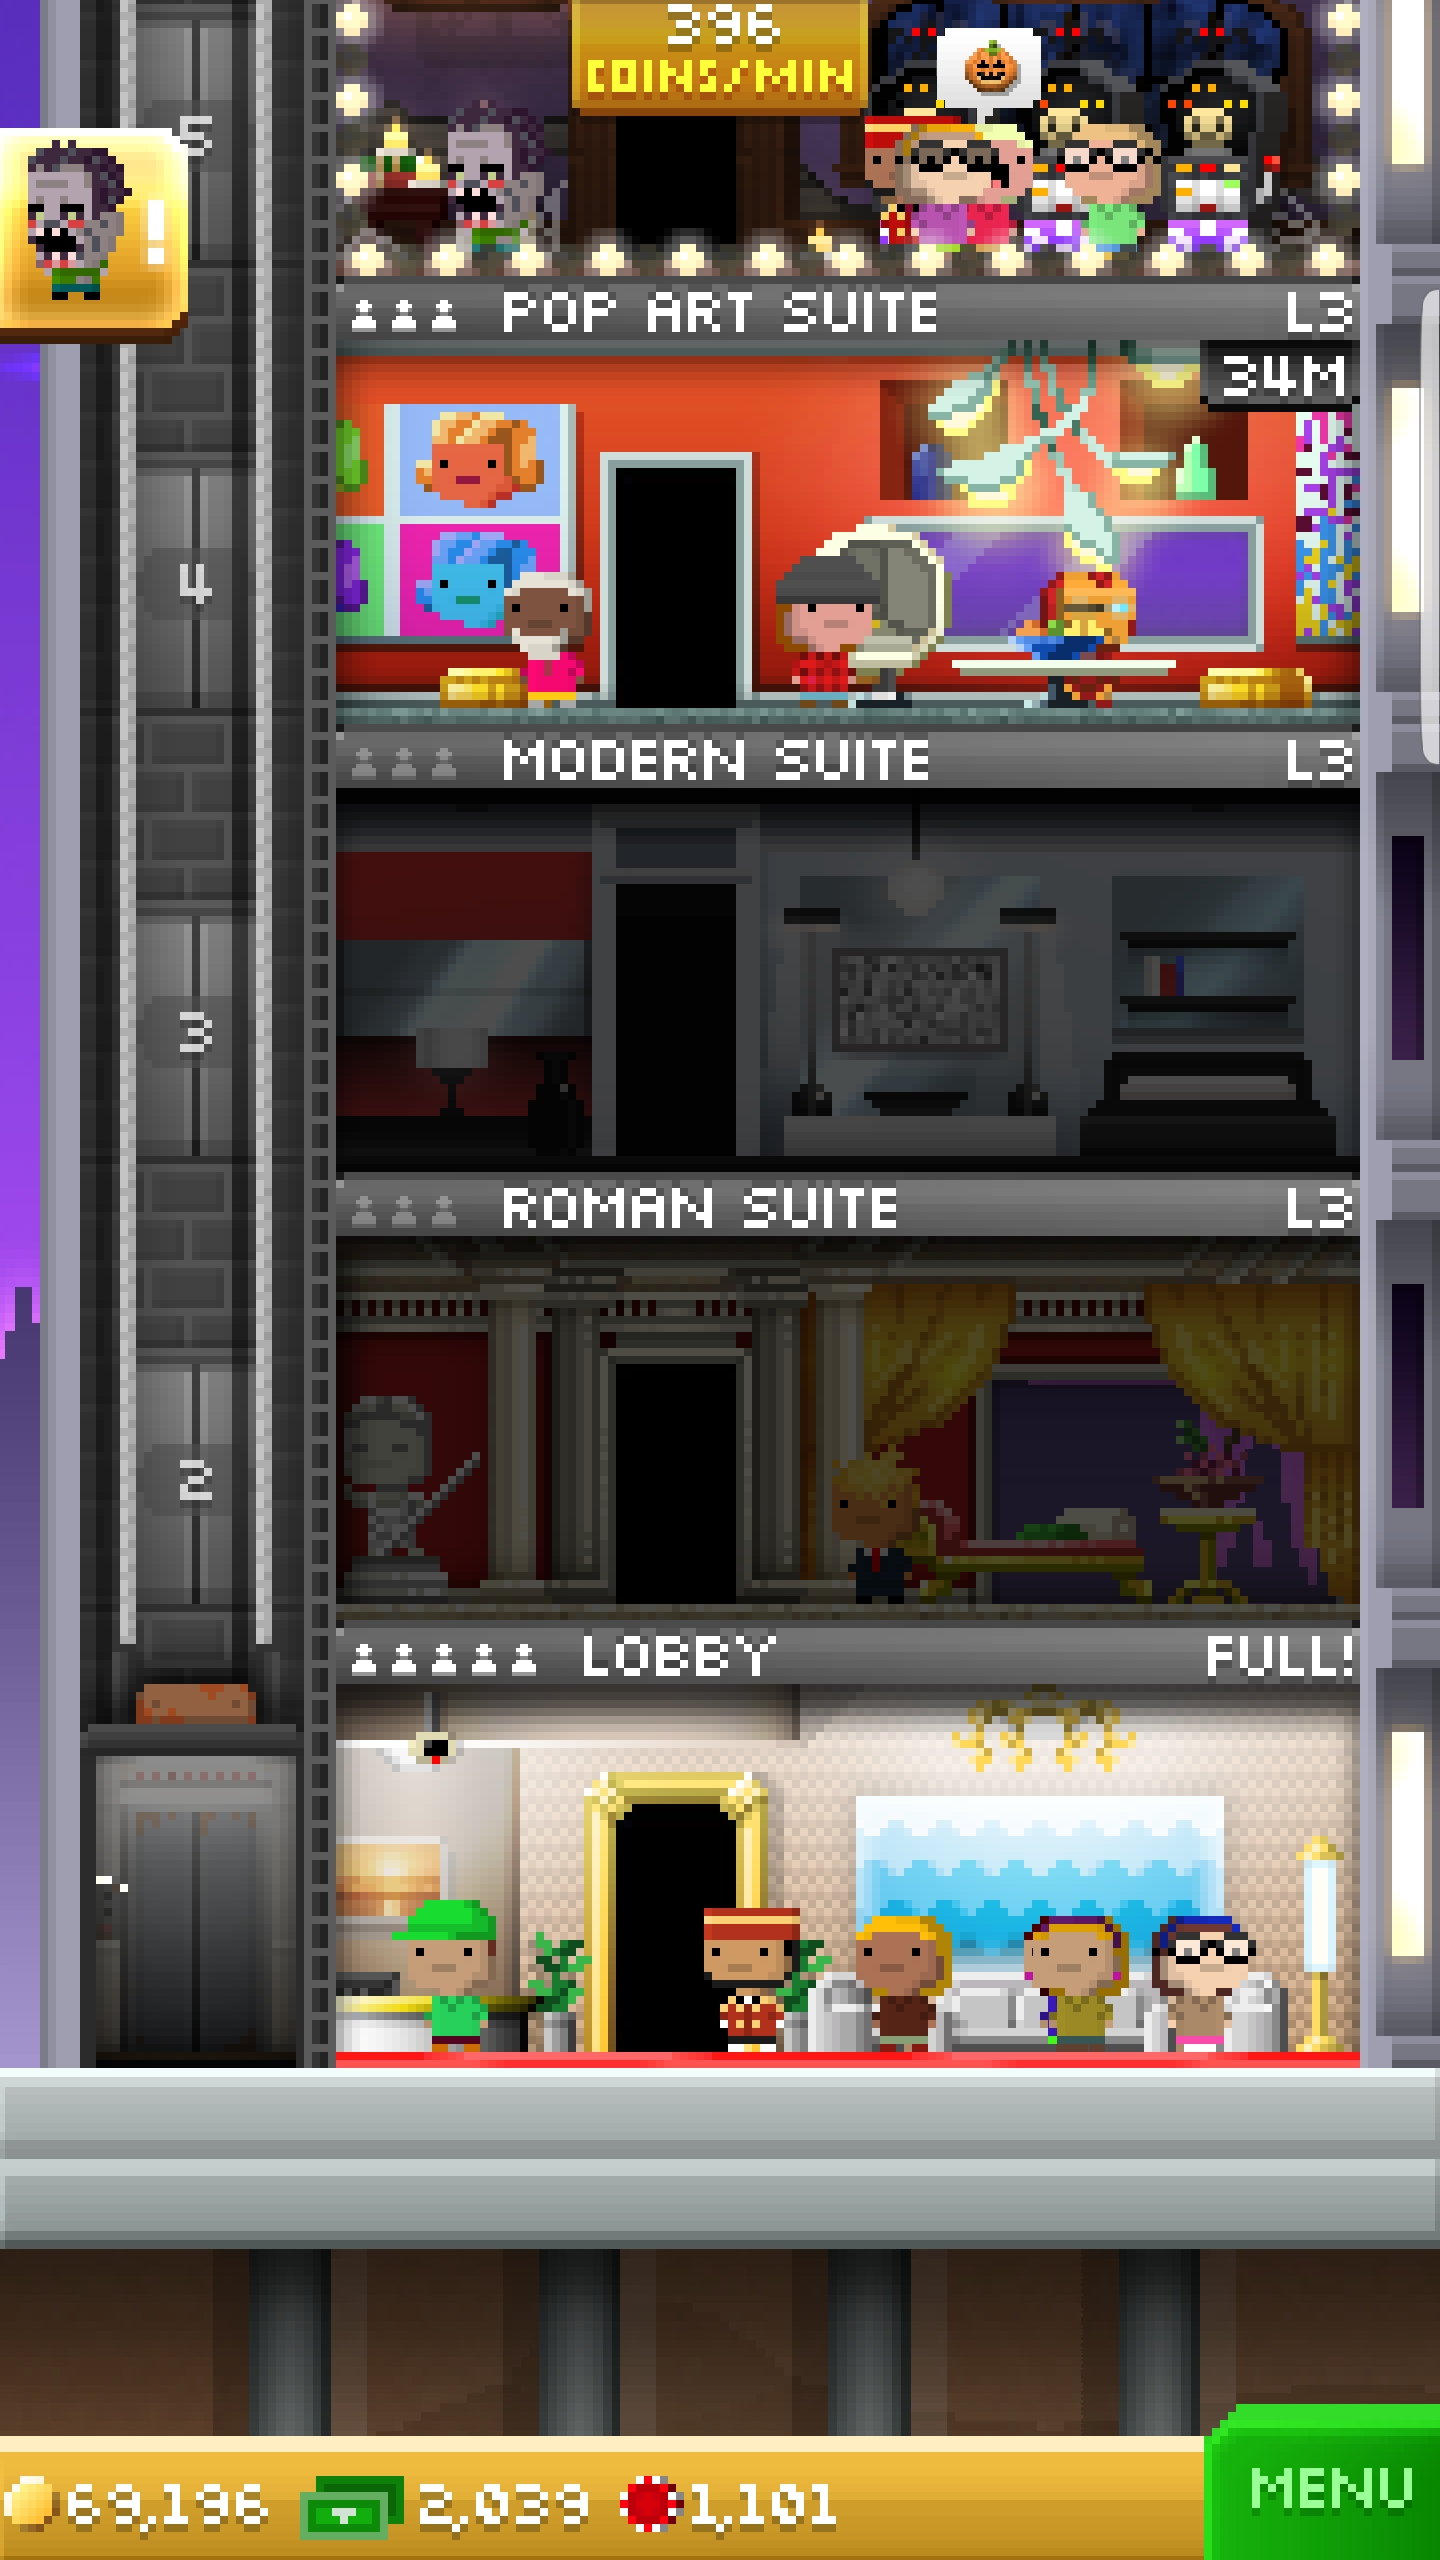 396
COINS/MIN
5
!
POP ART SUITE L3
34M
4
MODERN SUITE L3
3
ROMAN SUITE L3
2
LOBBY FULL!
69,196 2,039 1,101
MENU